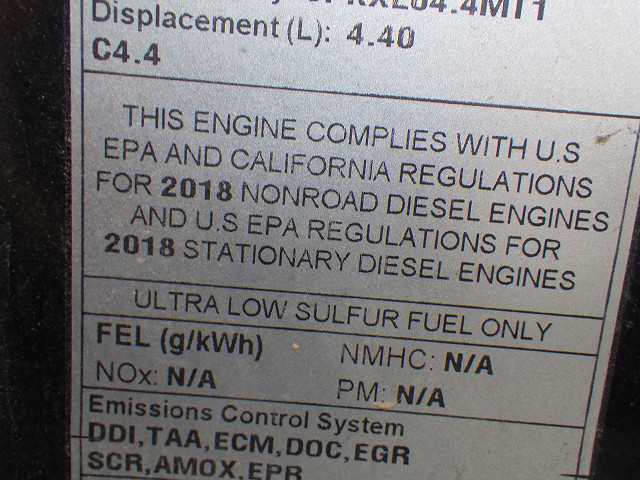 Displacement (L): 4.40
C4.4
THIS ENGINE COMPLIES WITH U.S
EPA AND CALIFORNIA REGULATIONS
FOR 2018 NONROAD DIESEL ENGINES
AND U.S EPA REGULATIONS FOR
2018 STATIONARY DIESEL ENGINES
ULTRA LOW SULFUR FUEL ONLY
FEL (g/kWh)
NMHC: N/A
NOx: N/A
PM: N/A
Emissions Control System
DDI,TAA,ECM,DOC,EGR
SCR,AMOX,EPR